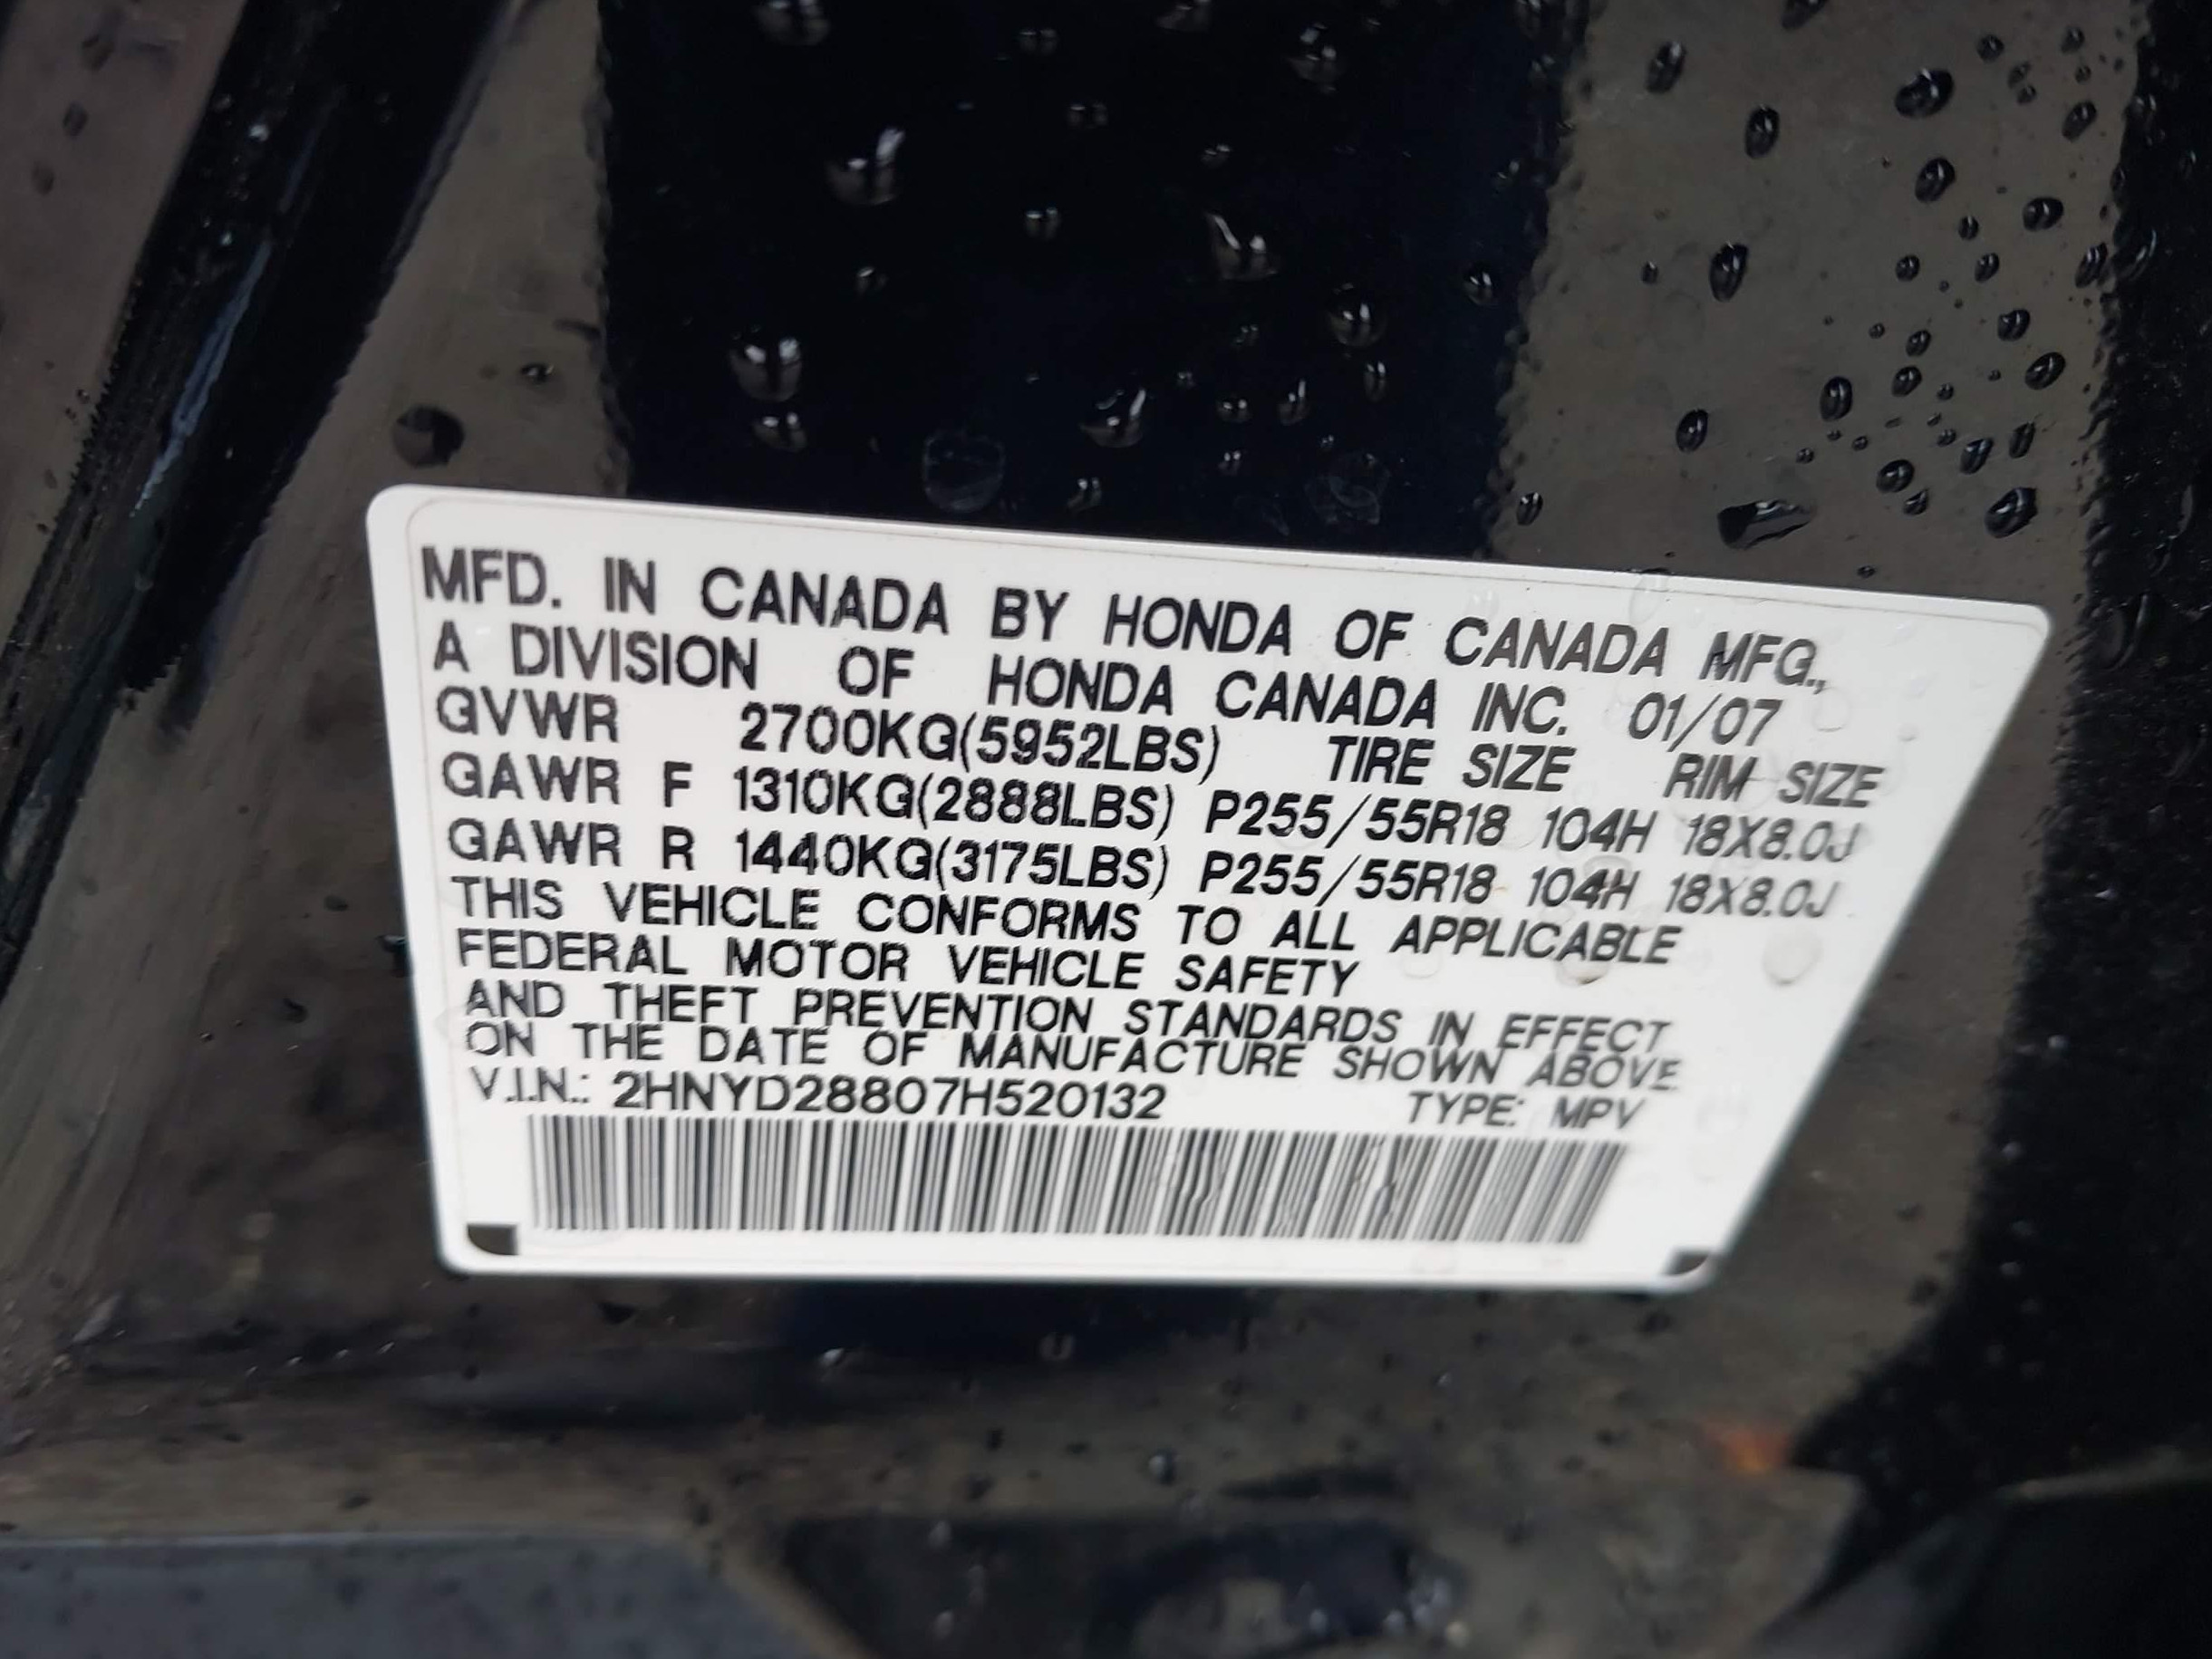 MFD. IN CANADA BY HONDA OF CANADA MFG.,
A DIVISION OF HONDA CANADA INC. 01/07
GVWR 2700KG(5952LBS) TIRE SIZE RIM SIZE
GAWR F 1310KG(2888LBS) P255/55R18 104H 18X8.0J
GAWR R 1440KG(3175LBS) P255/55R18 104H 18X8.0J
THIS VEHICLE CONFORMS TO ALL APPLICABLE
FEDERAL MOTOR VEHICLE SAFETY
AND THEFT PREVENTION STANDARDS IN EFFECT
ON THE DATE OF MANUFACTURE SHOWN ABOVE
V.I.N.: 2HNYD28807H520132 TYPE: MPV